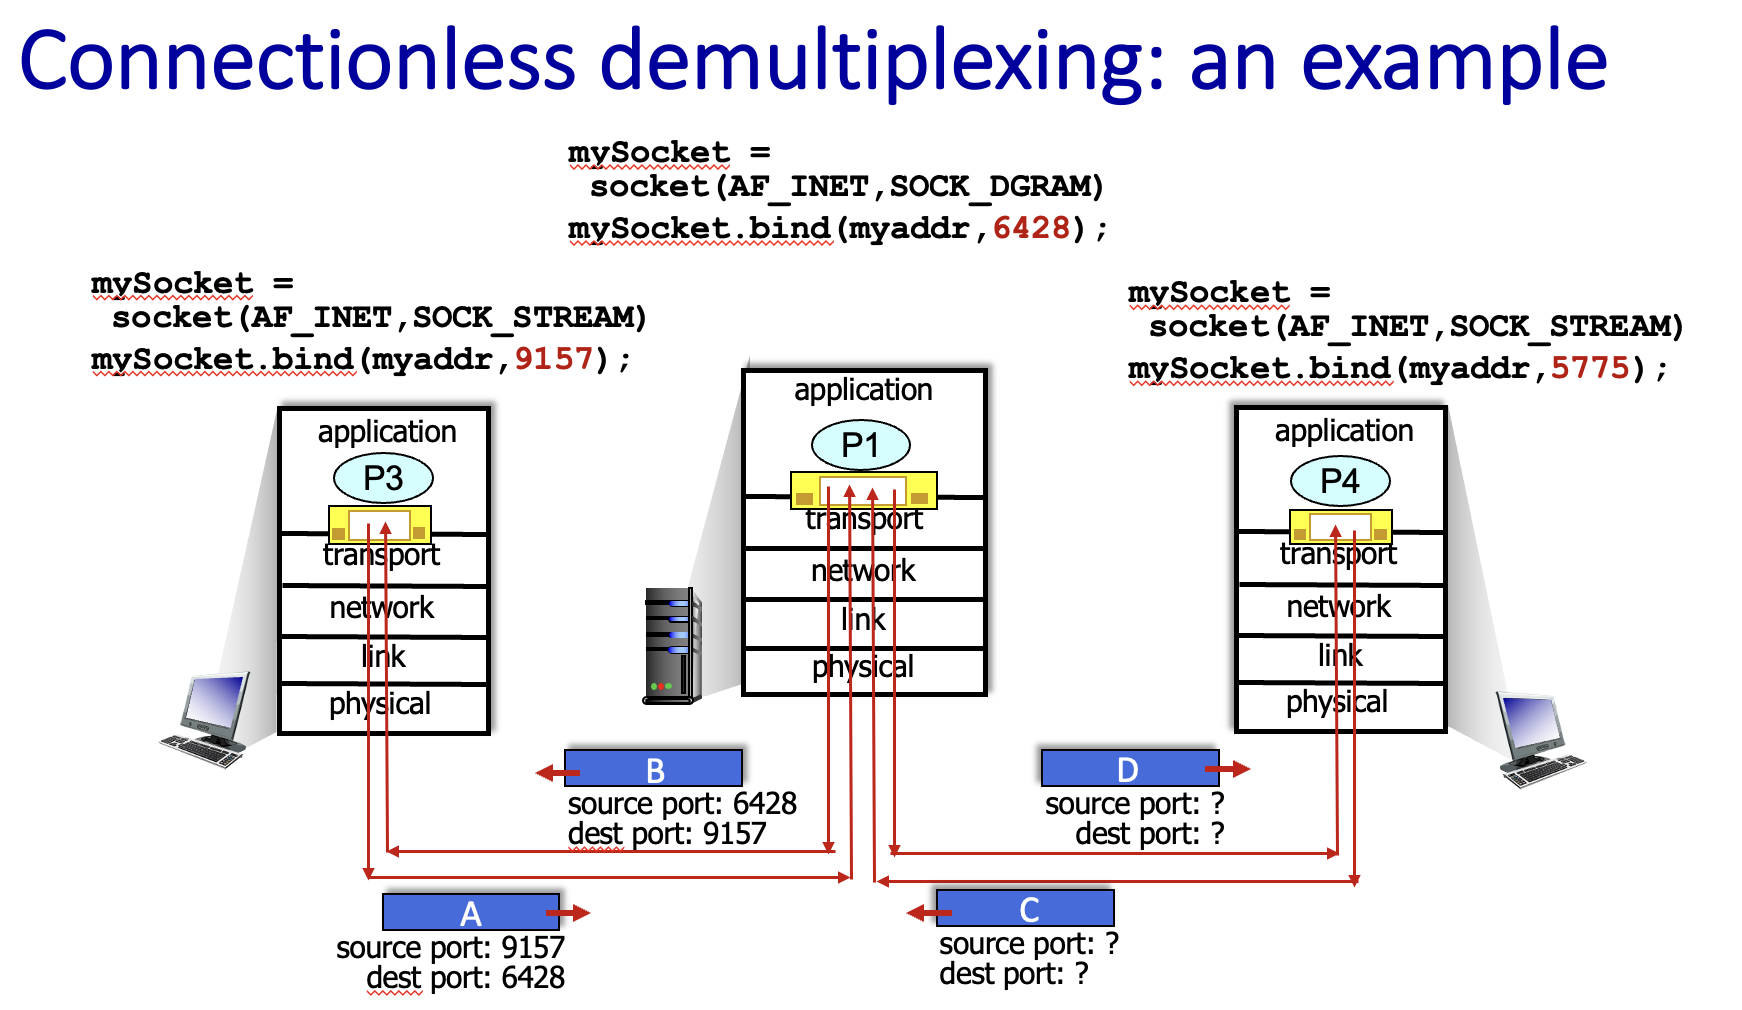 Connectionless demultiplexing: an example
mySocket =
socket(AF_INET,SOCK_DGRAM)
mySocket.bind(myaddr,6428);
mySocket =
socket(AF_INET,SOCK_STREAM)
mySocket.bind(myaddr,9157);
mySocket =
socket(AF_INET,SOCK_STREAM)
mySocket.bind(myaddr,5775);
application
P3
transport
network
link
physical
application
P1
transport
network
link
physical
application
P4
transport
network
link
physical
B
source port: 6428
dest port: 9157
D
source port: ?
dest port: ?
A
source port: 9157
dest port: 6428
C
source port: ?
dest port: ?